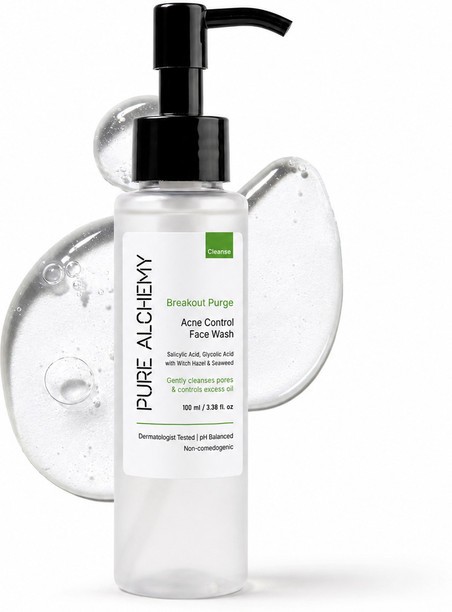 Cleanse
PURE ALCHEMY
Breakout Purge
Acne Control
Face Wash
Salicylic Acid, Glycolic Acid
with Witch Hazel & Seaweed
Gently cleanses pores
& controls excess oil
100 ml / 3.38 fl. oz
Dermatologist Tested | pH Balanced
Non-comedogenic